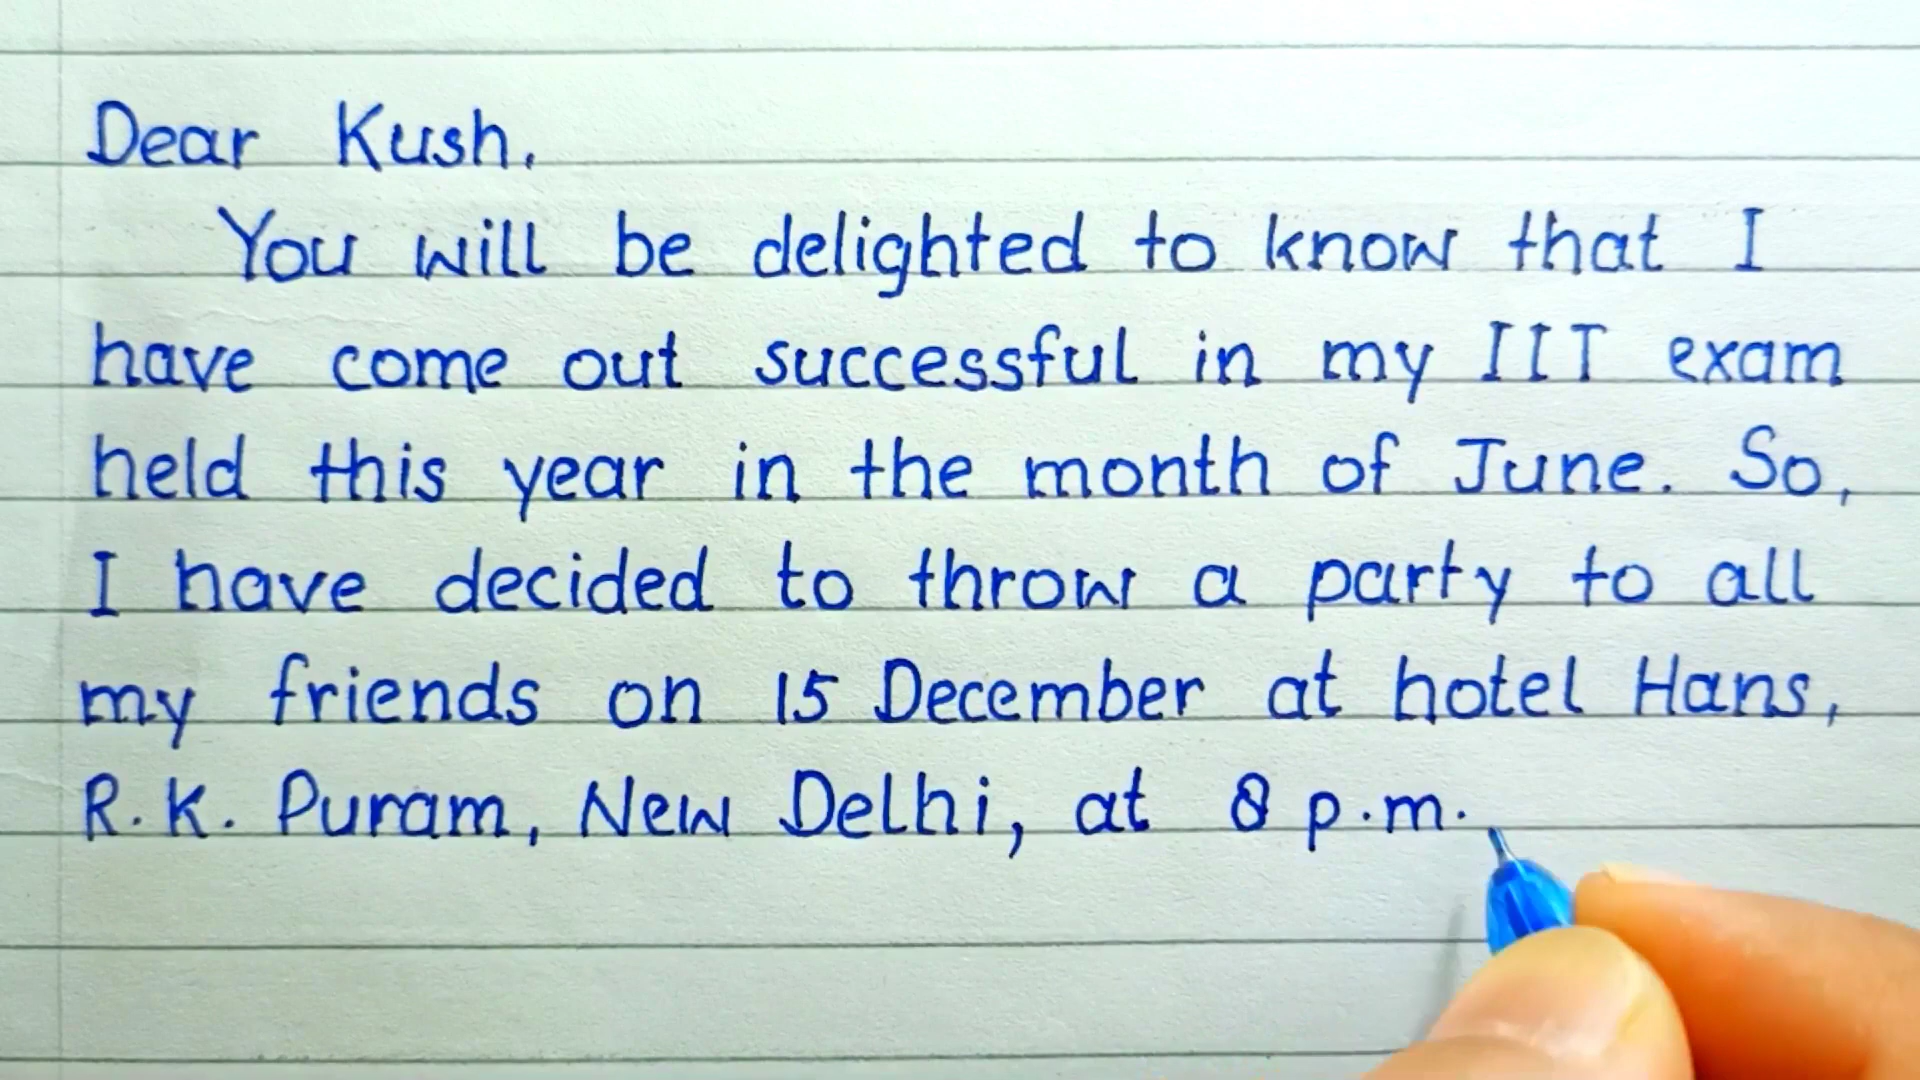 Dear Kush,
You will be delighted to know that I
have come out successful in my IIT exam
held this year in the month of June. So,
I have decided to throw a party to all
my friends on 15 December at hotel Hans,
R.K. Puram, New Delhi, at 8 p.m.